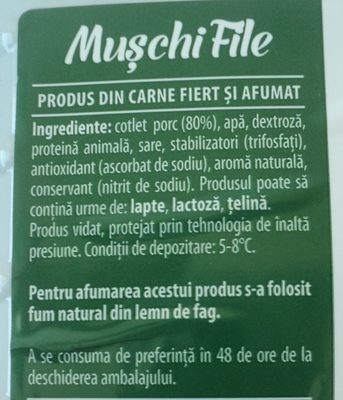 Mușchi File
PRODUS DIN CARNE FIERT ȘI AFUMAT
Ingrediente: cotlet porc (80%), apă, dextroză,
proteină animală, sare, stabilizatori (trifosfați),
antioxidant (ascorbat de sodiu), aromă naturală,
conservant (nitrit de sodiu). Produsul poate să
conțină urme de: lapte, lactoză, țelină.
Produs vidat, protejat prin tehnologia de înaltă
presiune. Condiții de depozitare: 5-8°C.
Pentru afumarea acestui produs s-a folosit
fum natural din lemn de fag.
A se consuma de preferință în 48 de ore de la
deschiderea ambalajului.